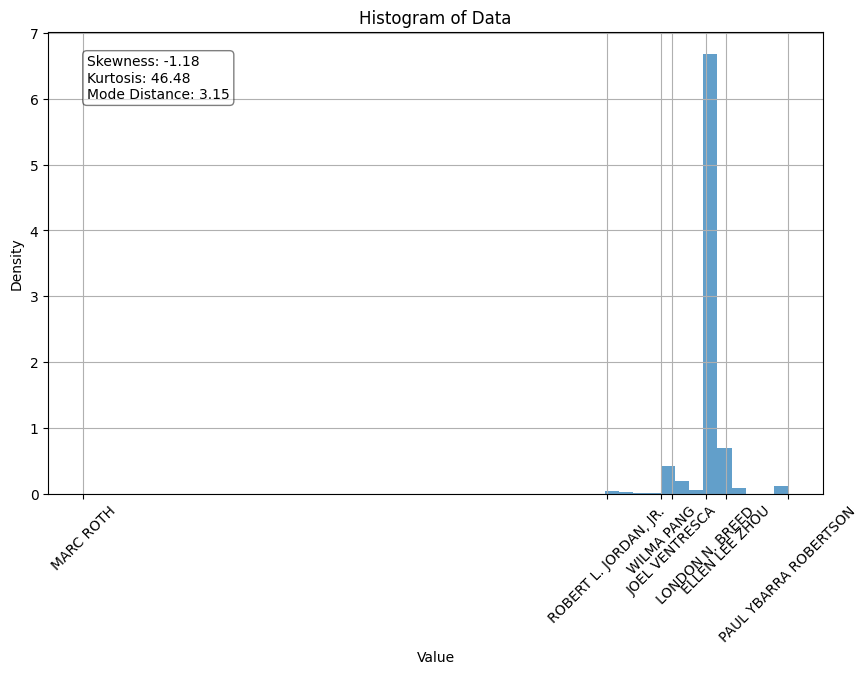 Histogram of Data
Skewness: -1.18
Kurtosis: 46.48
Mode Distance: 3.15
Density
7
6
5
4
3
2
1
0
MARC ROTH
ROBERT L. JORDAN, JR.
WILMA PANG
JOEL VENTRESCA
LONDON N. BREED
ELLEN LEE ZHOU
PAUL YBARRA ROBERTSON
Value